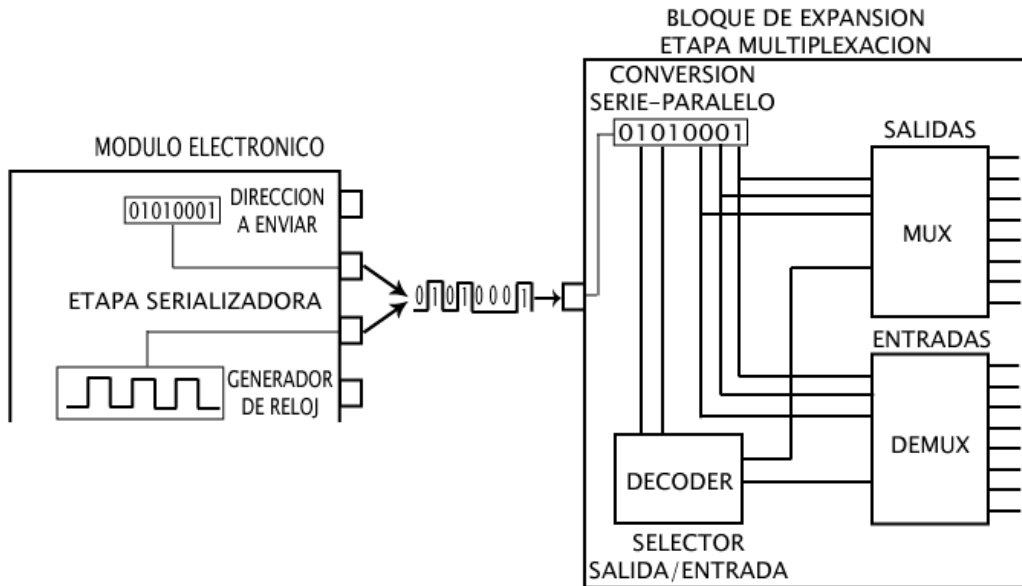 BLOQUE DE EXPANSION
ETAPA MULTIPLEXACION
CONVERSION
SERIE-PARALELO
01010001
SALIDAS
MUX
MODULO ELECTRONICO
01010001
DIRECCION
A ENVIAR
ETAPA SERIALIZADORA
01010001
GENERADOR
DE RELOJ
ENTRADAS
DEMUX
DECODER
SELECTOR
SALIDA/ENTRADA